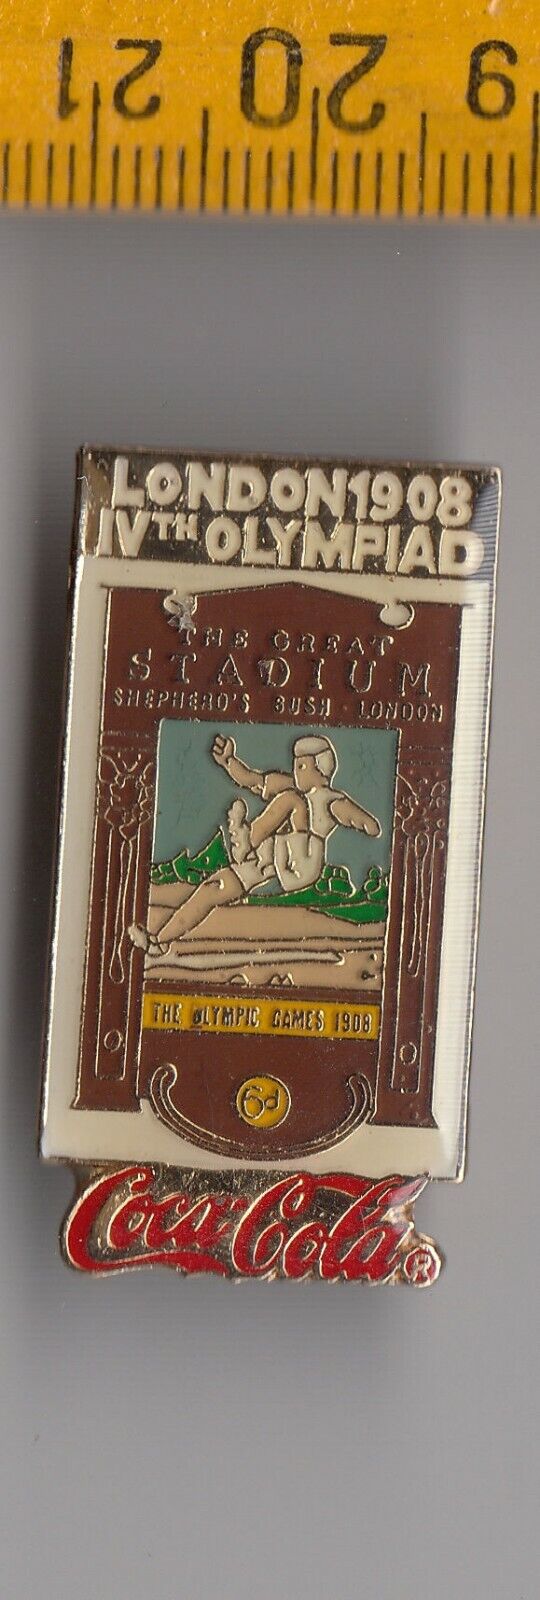 21 20 9
LONDON 1908
IVTH OLYMPIAD
THE GREAT
STADIUM
SHEPHERD'S BUSH · LONDON
THE OLYMPIC GAMES 1908
6d
Coca-Cola ®